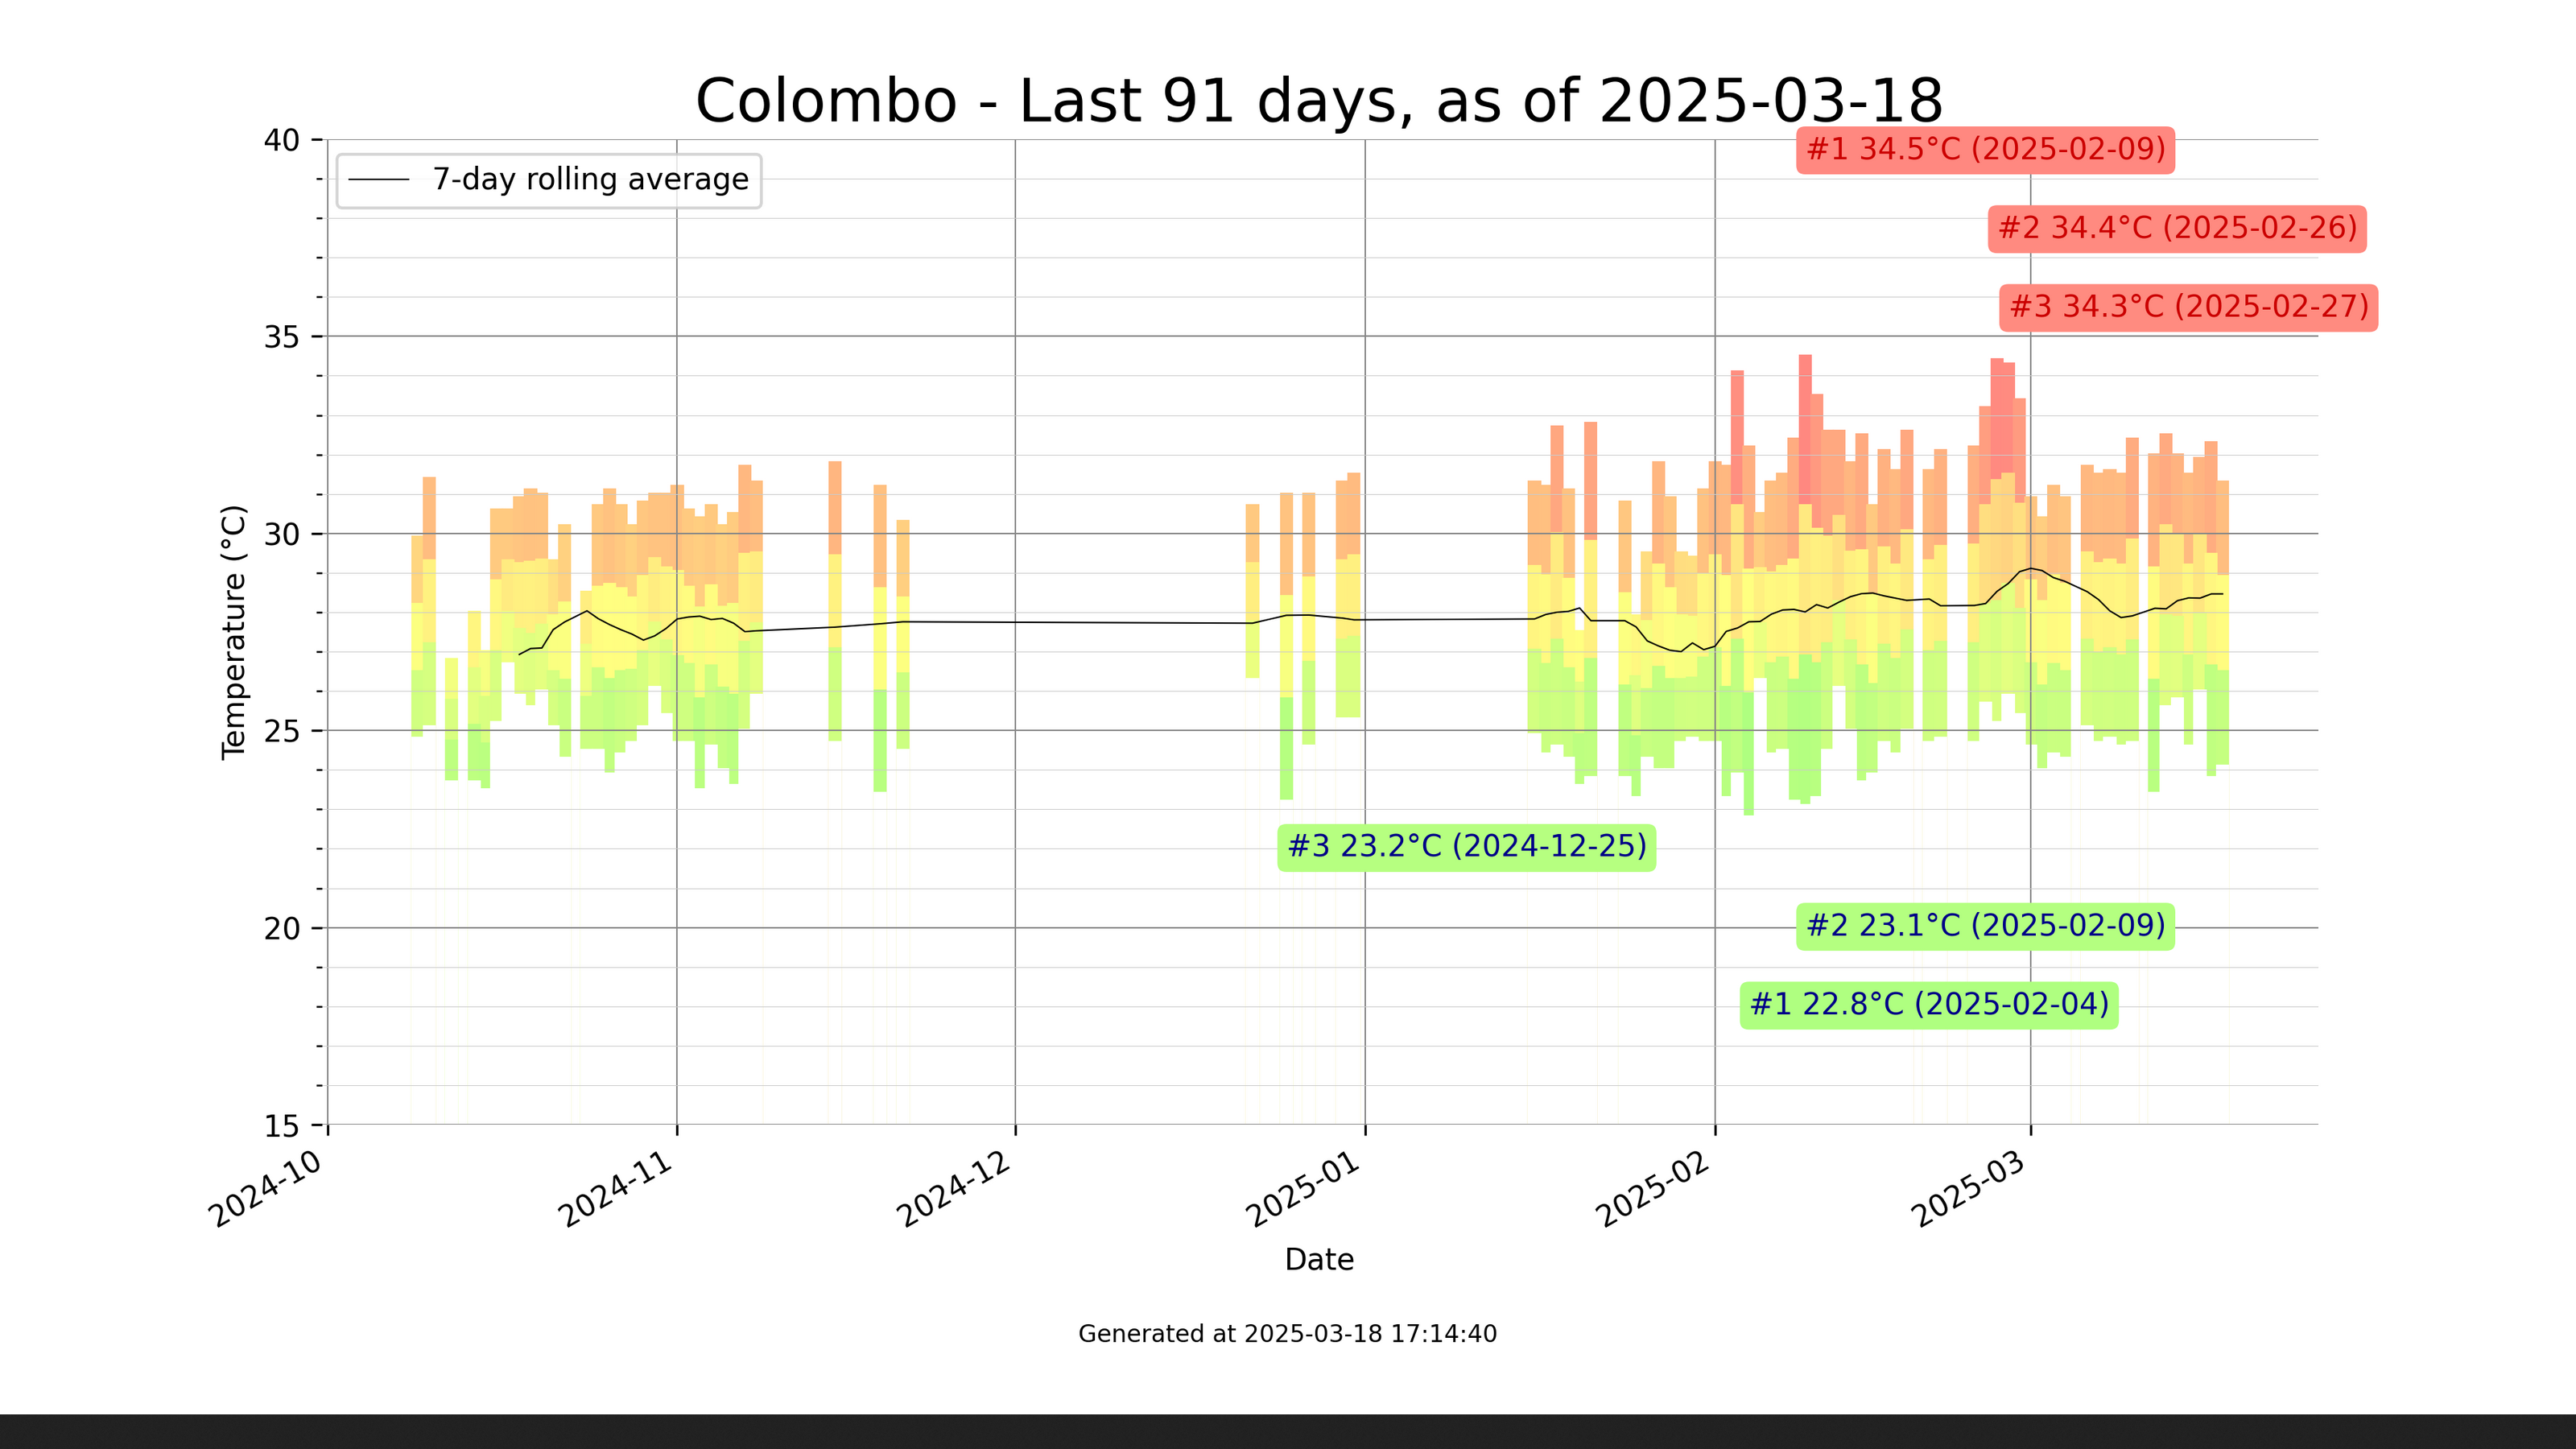 Colombo - Last 91 days, as of 2025-03-18
40
#1 34.5°C (2025-02-09)
7-day rolling average
#2 34.4°C (2025-02-26)
#3 34.3°C (2025-02-27)
35
30
Temperature (°C)
25
#3 23.2°C (2024-12-25)
20
#2 23.1°C (2025-02-09)
#1 22.8°C (2025-02-04)
15
2024-10
2024-11
2024-12
2025-01
2025-02
2025-03
Date
Generated at 2025-03-18 17:14:40